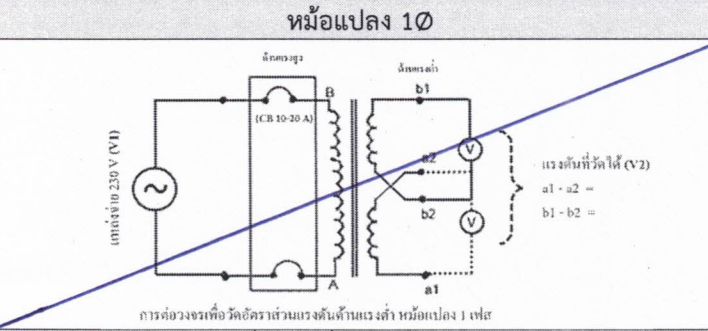 หม้อแปลง 1Ø
ด้านแรงสูง
ด้านแรงต่ำ
B
b1
(CB 10-20 A)
V
แหล่งจ่าย 230 V (V1)
a2
แรงดันที่วัดได้ (V2)
a1 - a2 =
b2
b1 - b2 =
V
A
a1
การต่อวงจรเพื่อวัดอัตราส่วนแรงดันด้านแรงต่ำ หม้อแปลง 1 เฟส